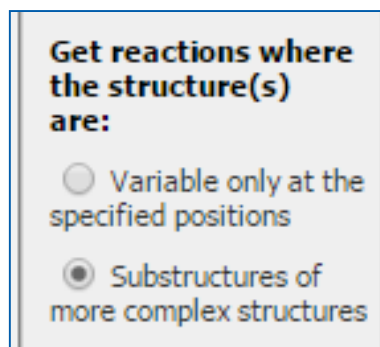 Get reactions where
the structure(s)
are:
Variable only at the
specified positions
Substructures of
more complex structures